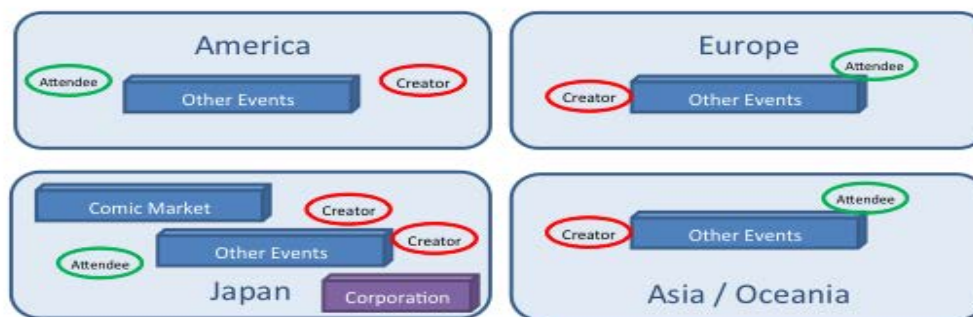 America
Attendee
Creator
Other Events
Europe
Attendee
Creator
Other Events
Comic Market
Creator
Creator
Other Events
Attendee
Japan
Corporation
Attendee
Creator
Other Events
Asia / Oceania